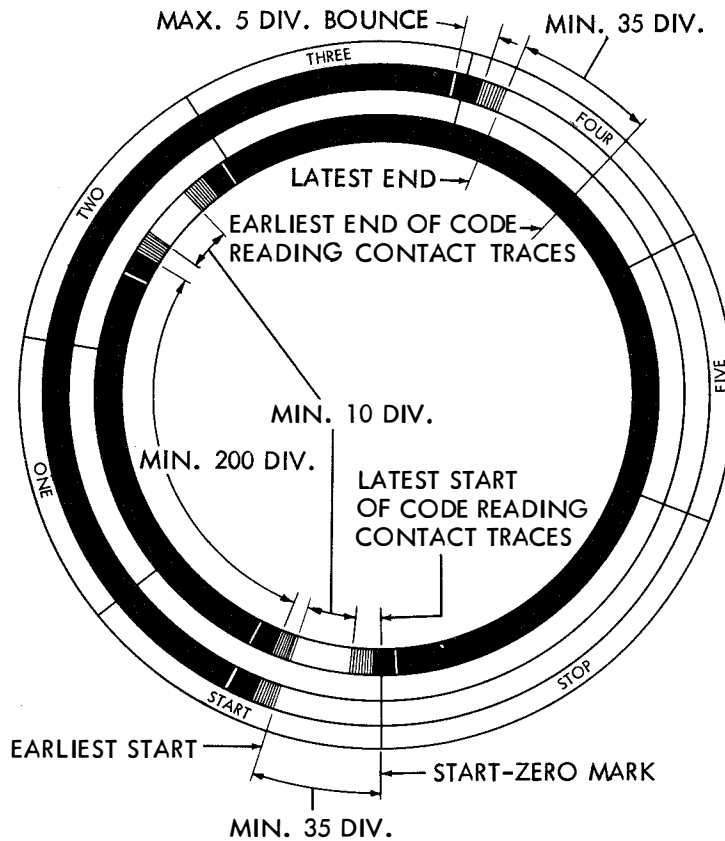 MAX. 5 DIV. BOUNCE
MIN. 35 DIV.
THREE
FOUR
LATEST END
TWO
EARLIEST END OF CODE
READING CONTACT TRACES
FIVE
MIN. 10 DIV.
MIN. 200 DIV.
ONE
LATEST START
OF CODE READING
CONTACT TRACES
STOP
START
EARLIEST START
START-ZERO MARK
MIN. 35 DIV.